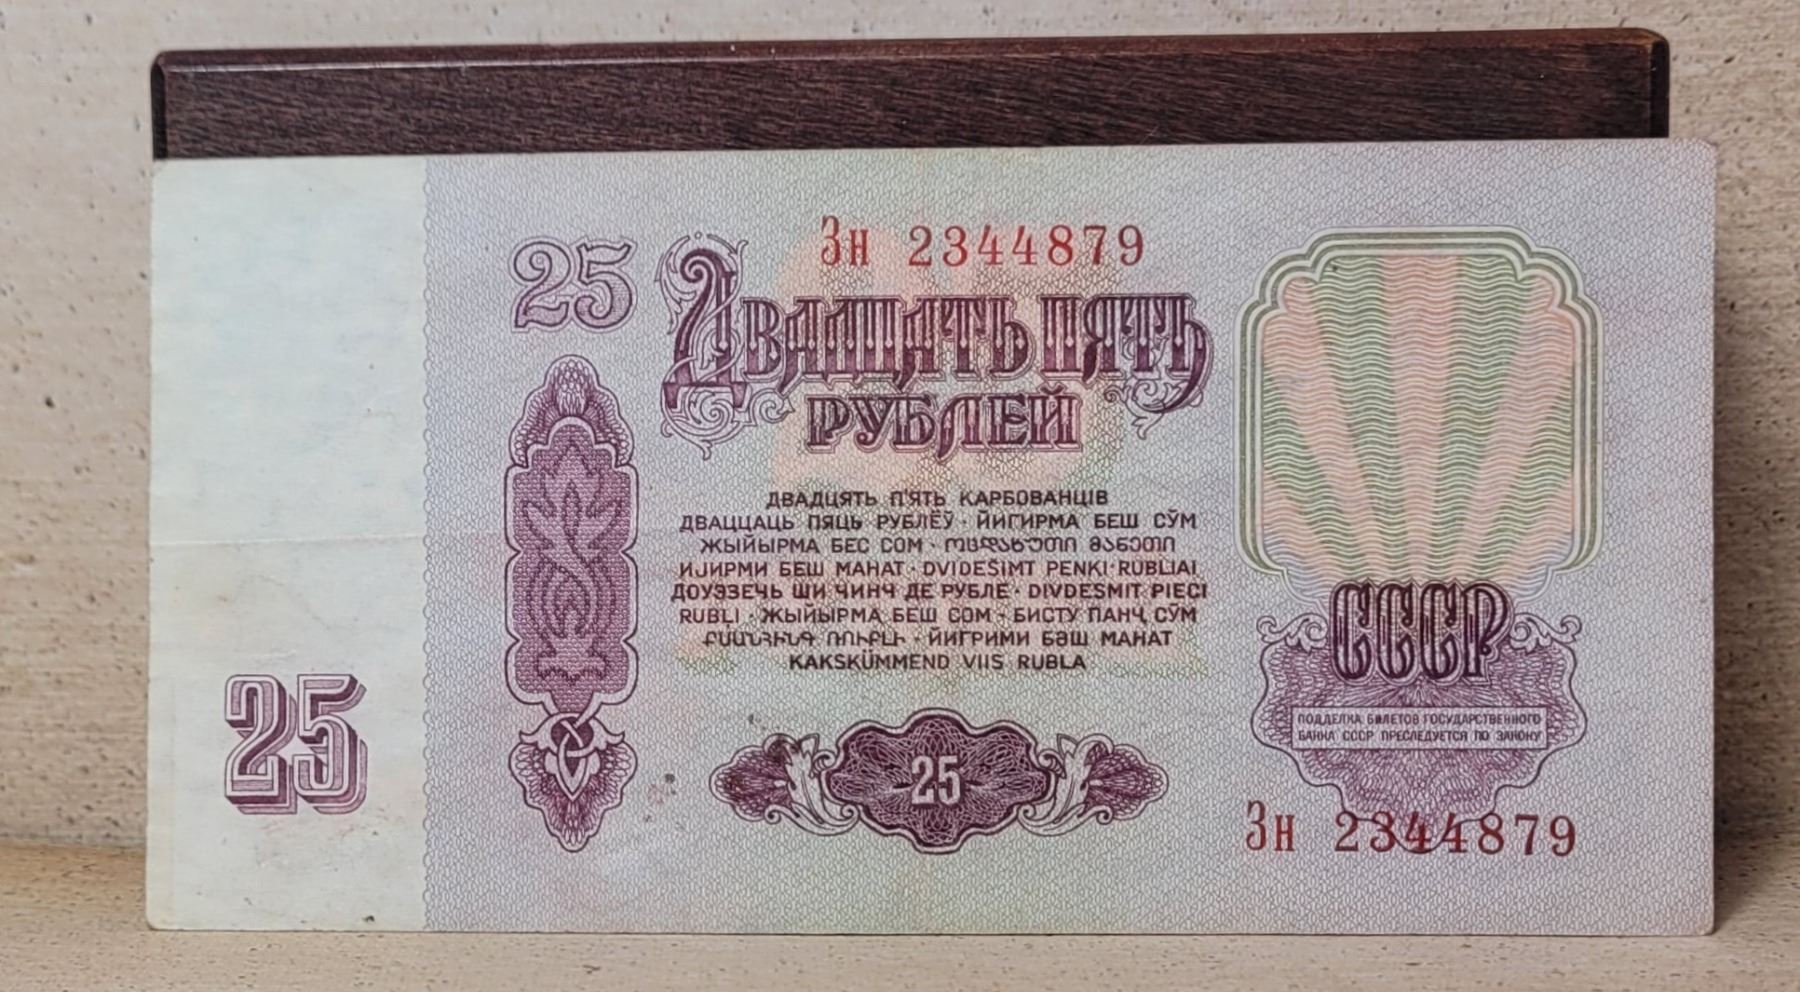 Зн 2344879
25
ДВАДЦАТЬ ПЯТЬ
РУБЛЕЙ
ДВАДЦЯТЬ П'ЯТЬ КАРБОВАНЦІВ
ДВАЦЦАЦЬ ПЯЦЬ РУБЛЁЎ · ЙИГИРМА БЕШ СЎМ
ЖЫЙЫРМА БЕС СОМ · ᲝᲪᲓᲐᲮᲣᲗᲘ ᲛᲐᲜᲔᲗᲘ
ИЈИРМИ БЕШ МАНАТ · DVIDEŠIMT PENKI RUBLIAI
ДОУЭЗЕЧЬ ШИ ЧИНЧ ДЕ РУБЛЕ · DIVDESMIT PIECI
RUBĻI · ЖЫЙЫРМА БЕШ СОМ · БИСТУ ПАНҶ СӮМ
ՔՍԱՆՀԻՆԳ ՌՈՒԲԼԻ · ЙИГРИМИ БӘШ МАНАТ
KAKSKÜMMEND VIIS RUBLA
СССР
ПОДДЕЛКА БИЛЕТОВ ГОСУДАРСТВЕННОГО
БАНКА СССР ПРЕСЛЕДУЕТСЯ ПО ЗАКОНУ
25
25
Зн 2344879